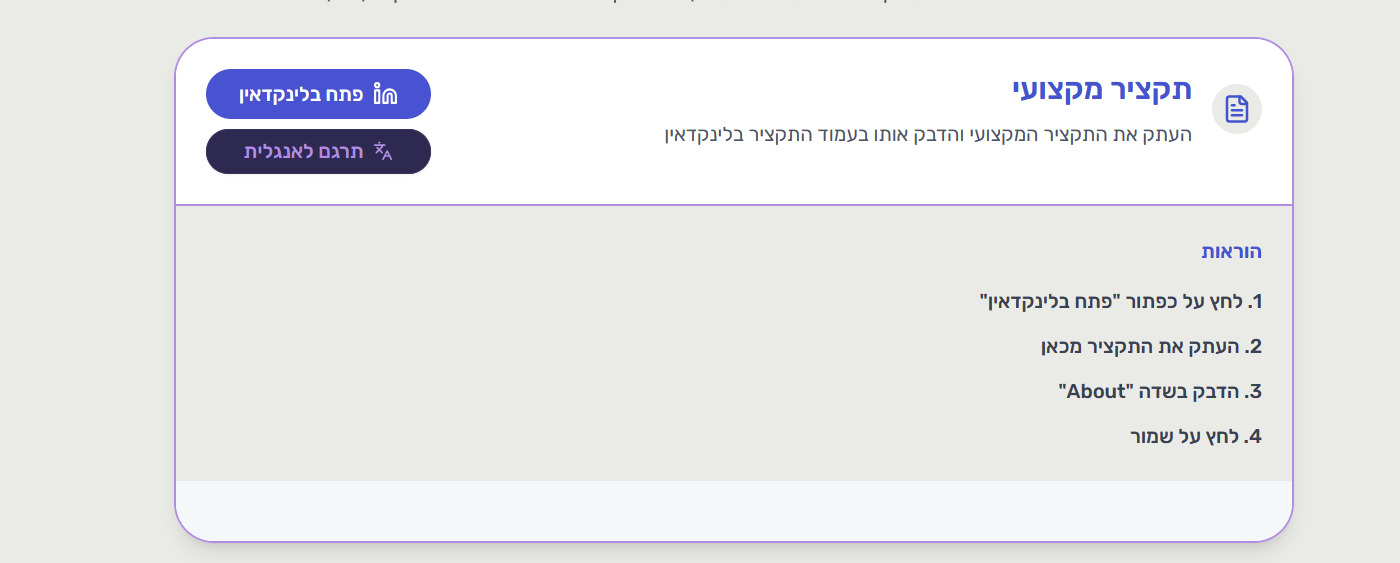 תקציר מקצועי
העתק את התקציר המקצועי והדבק אותו בעמוד התקציר בלינקדאין
פתח בלינקדאין
תרגם לאנגלית
הוראות
1. לחץ על כפתור "פתח בלינקדאין"
2. העתק את התקציר מכאן
3. הדבק בשדה "About"
4. לחץ על שמור